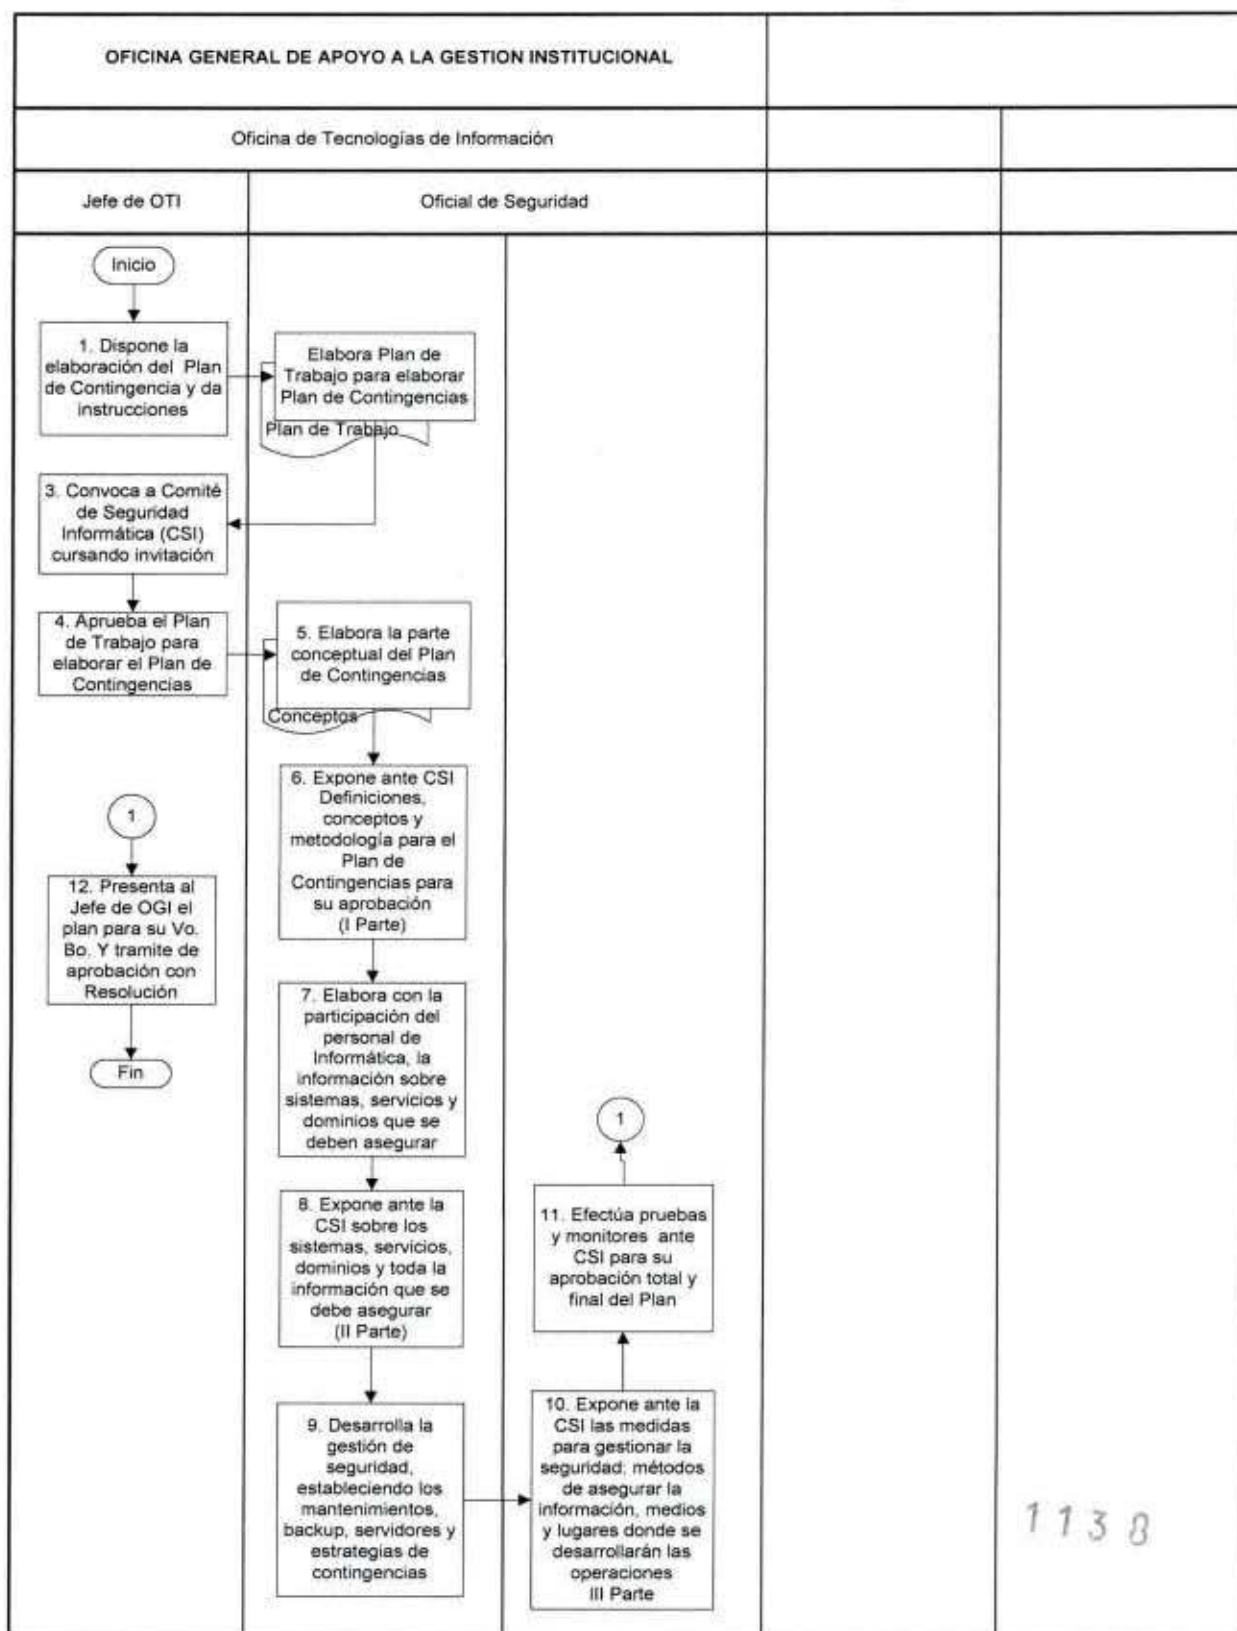 OFICINA GENERAL DE APOYO A LA GESTION INSTITUCIONAL
Oficina de Tecnologías de Información
Jefe de OTI
Oficial de Seguridad
Inicio
1. Dispone la
elaboración del Plan
de Contingencia y da
instrucciones
Elabora Plan de
Trabajo para elaborar
Plan de Contingencias
Plan de Trabajo
3. Convoca a Comité
de Seguridad
Informática (CSI)
cursando invitación
4. Aprueba el Plan
de Trabajo para
elaborar el Plan de
Contingencias
5. Elabora la parte
conceptual del Plan
de Contingencias
Conceptos
6. Expone ante CSI
Definiciones,
conceptos y
metodología para el
Plan de
Contingencias para
su aprobación
(I Parte)
7. Elabora con la
participación del
personal de
Informática, la
información sobre
sistemas, servicios y
dominios que se
deben asegurar
8. Expone ante la
CSI sobre los
sistemas, servicios,
dominios y toda la
información que se
debe asegurar
(II Parte)
9. Desarrolla la
gestión de
seguridad,
estableciendo los
mantenimientos,
backup, servidores y
estrategias de
contingencias
10. Expone ante la
CSI las medidas
para gestionar la
seguridad; métodos
de asegurar la
información, medios
y lugares donde se
desarrollarán las
operaciones
III Parte
11. Efectúa pruebas
y monitores ante
CSI para su
aprobación total y
final del Plan
1
1
12. Presenta al
Jefe de OGI el
plan para su Vo.
Bo. Y tramite de
aprobación con
Resolución
Fin
1138